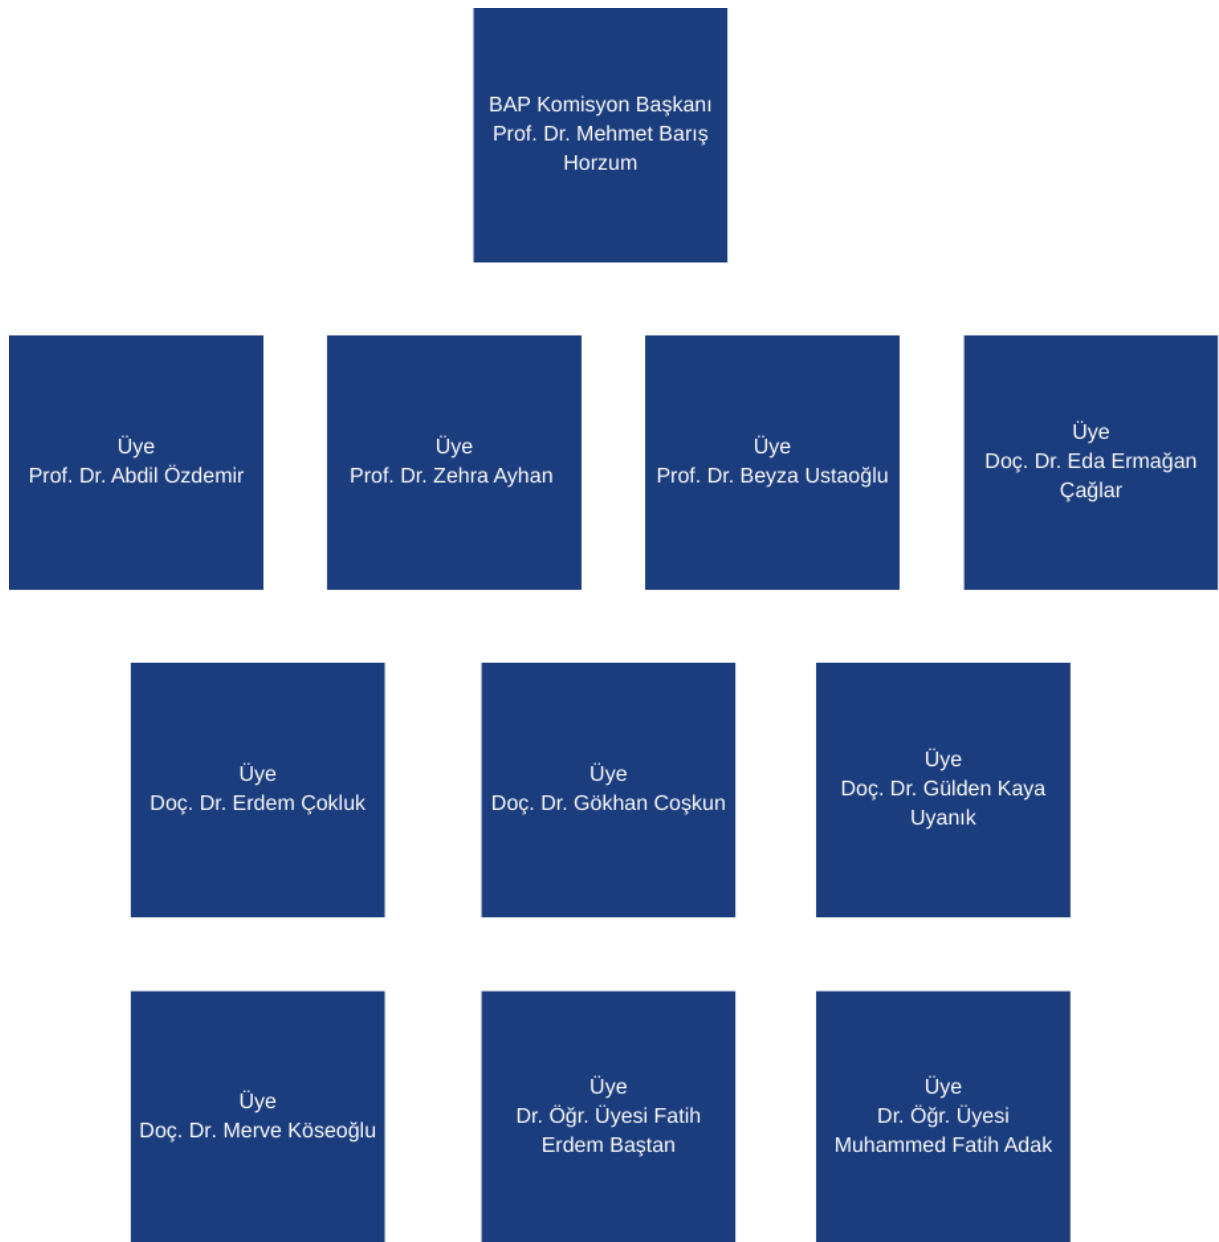 BAP Komisyon Başkanı
Prof. Dr. Mehmet Barış
Horzum
Üye
Prof. Dr. Abdil Özdemir
Üye
Prof. Dr. Zehra Ayhan
Üye
Prof. Dr. Beyza Ustaoğlu
Üye
Doç. Dr. Eda Ermağan
Çağlar
Üye
Doç. Dr. Erdem Çokluk
Üye
Doç. Dr. Gökhan Coşkun
Üye
Doç. Dr. Gülden Kaya
Uyanık
Üye
Doç. Dr. Merve Köseoğlu
Üye
Dr. Öğr. Üyesi Fatih
Erdem Baştan
Üye
Dr. Öğr. Üyesi
Muhammed Fatih Adak